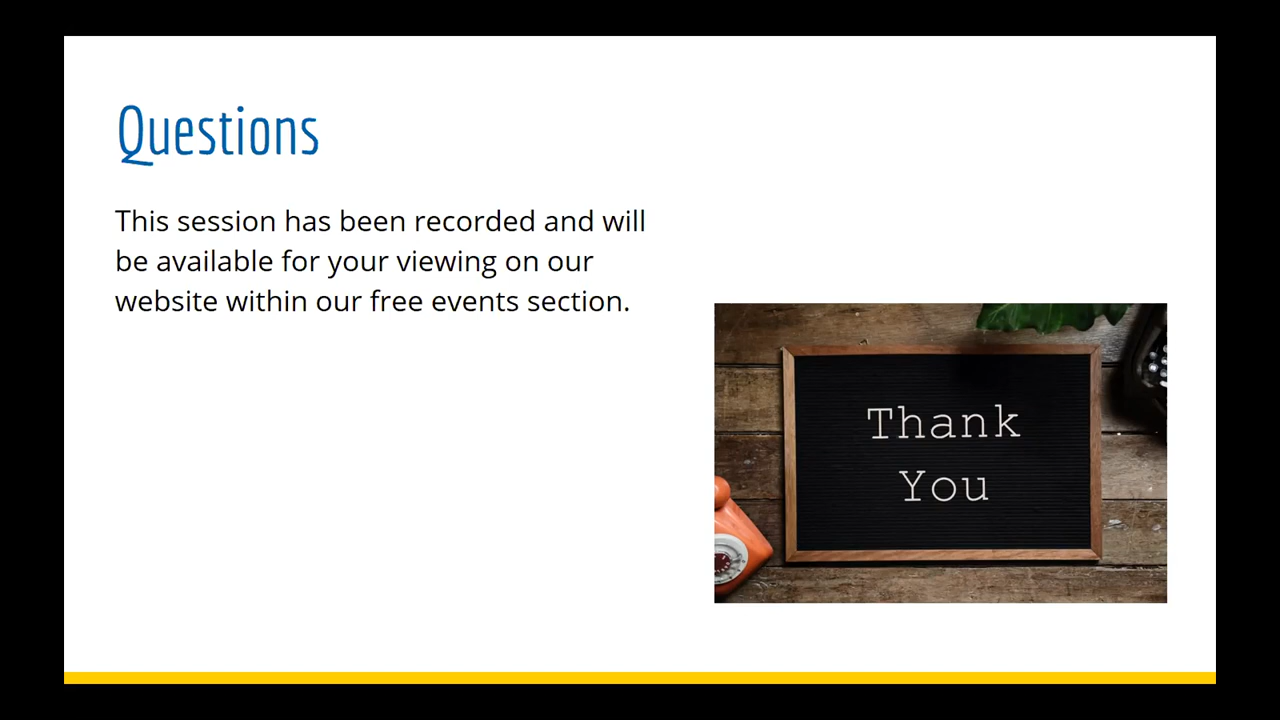 Questions
This session has been recorded and will
be available for your viewing on our
website within our free events section.
Thank
You